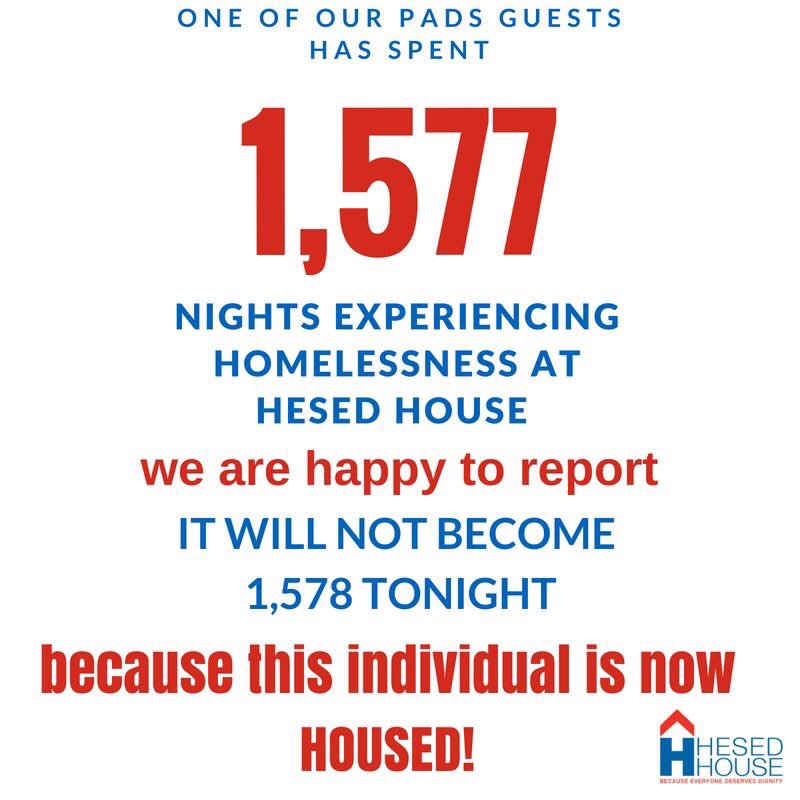 ONE OF OUR PADS GUESTS
HAS SPENT
1,577
NIGHTS EXPERIENCING
HOMELESSNESS AT
HESED HOUSE
we are happy to report
IT WILL NOT BECOME
1,578 TONIGHT
because this individual is now
HOUSED!
HESED
HOUSE
BECAUSE EVERYONE DESERVES DIGNITY